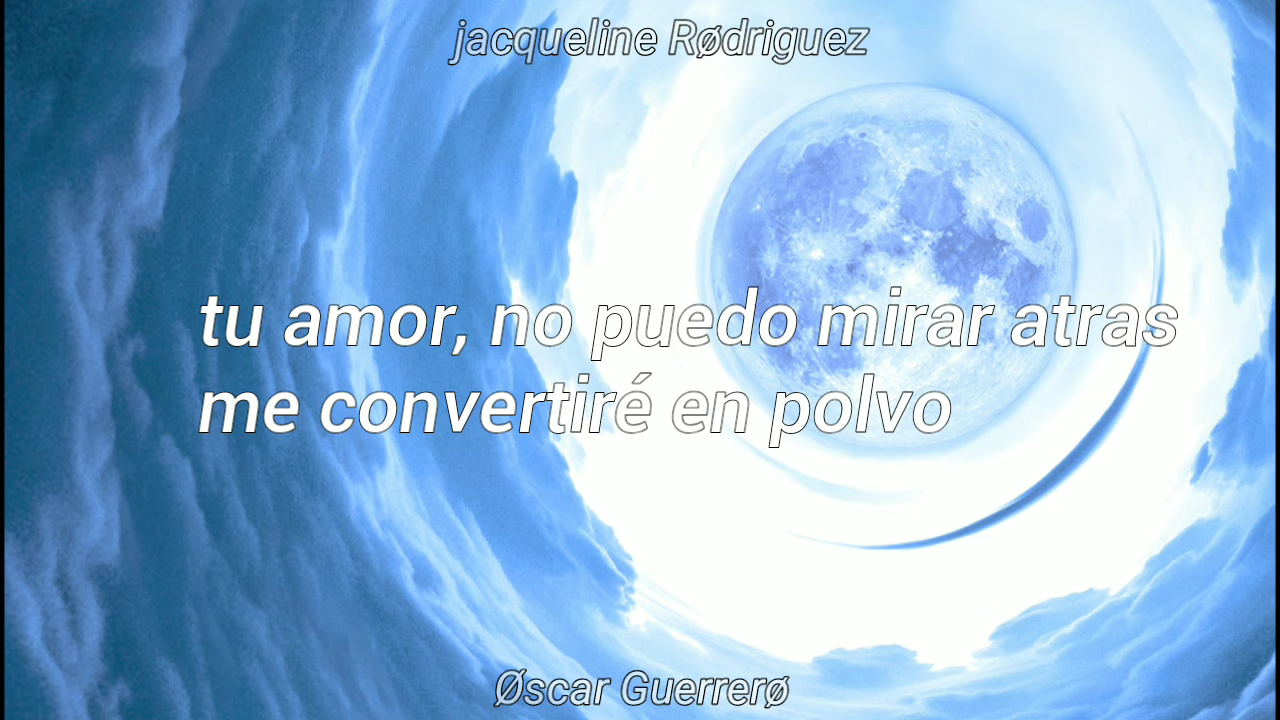 jacqueline Rødriguez
tu amor, no puedo mirar atras
me convertiré en polvo
Øscar Guerrerø